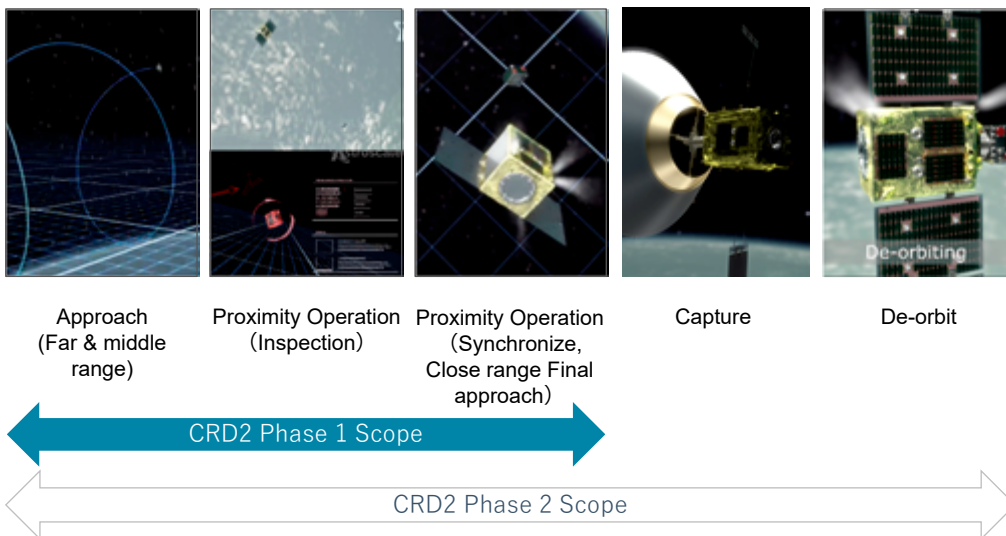 De-orbiting
Approach
(Far & middle
range)
Proximity Operation
（Inspection）
Proximity Operation
（Synchronize,
Close range Final
approach）
Capture
De-orbit
CRD2 Phase 1 Scope
CRD2 Phase 2 Scope